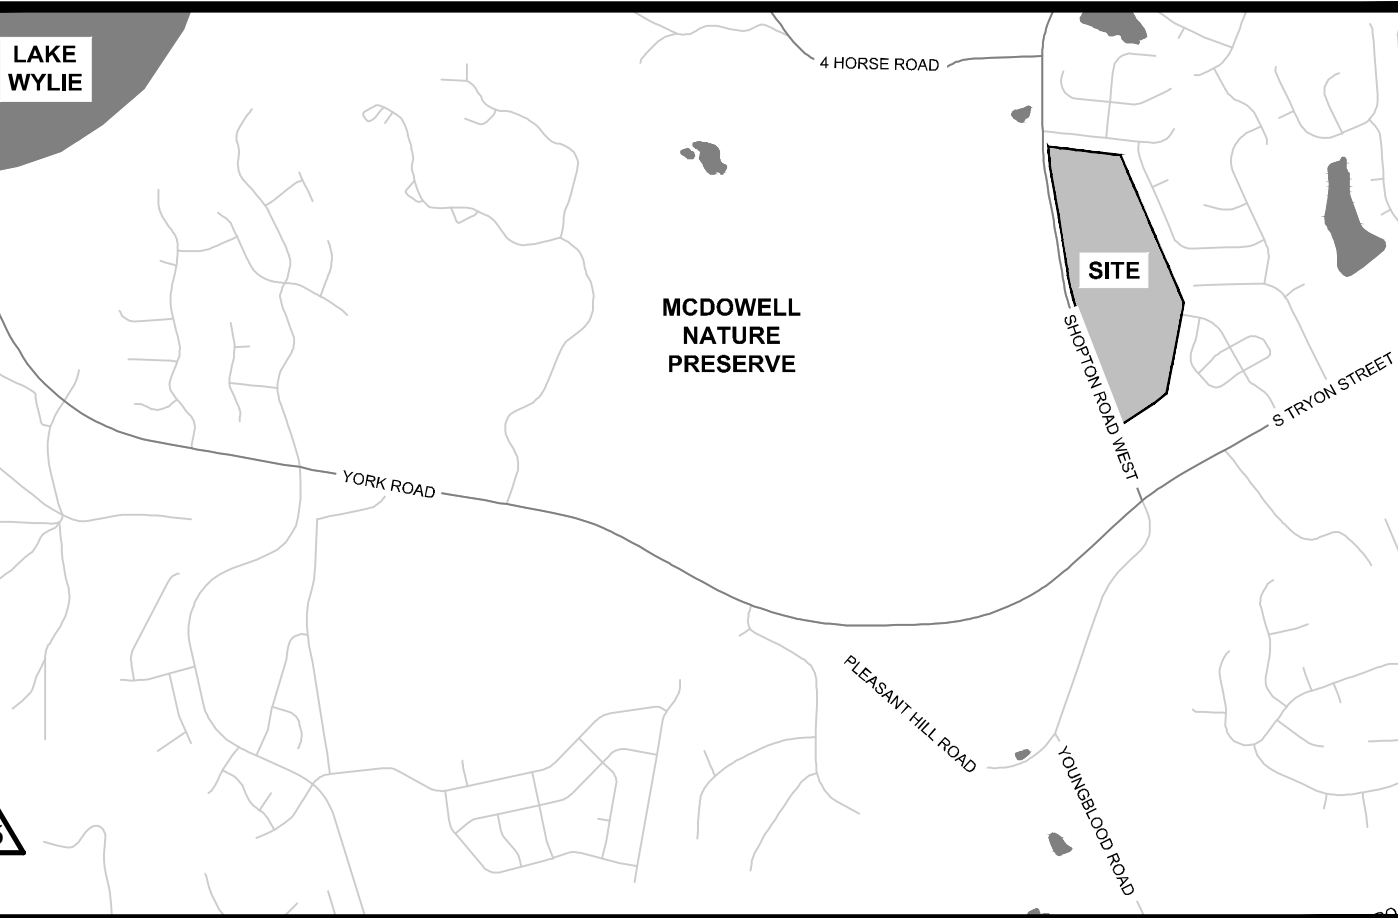 LAKE
WYLIE
4 HORSE ROAD
SITE
MCDOWELL
NATURE
PRESERVE
SHOPTON ROAD WEST
S TRYON STREET
YORK ROAD
PLEASANT HILL ROAD
YOUNGBLOOD ROAD